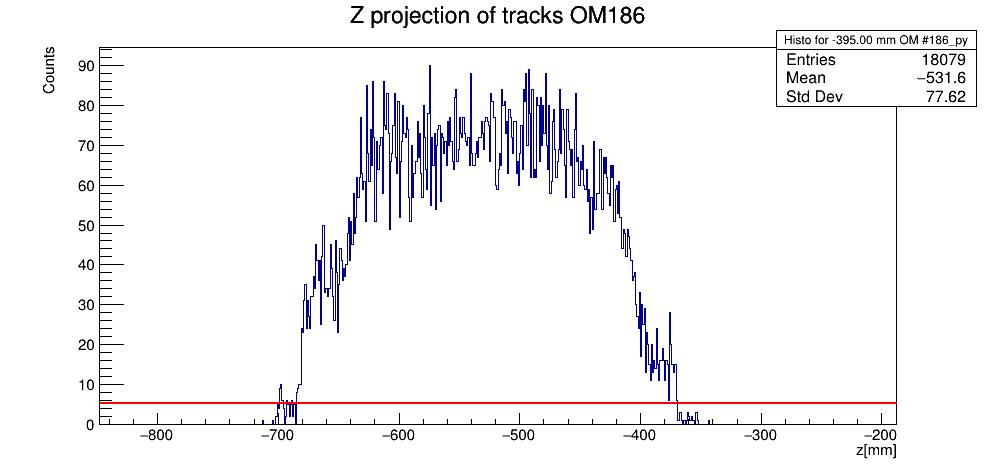 Z projection of tracks OM186
Histo for -395.00 mm OM #186_py
Entries 18079
Mean −531.6
Std Dev 77.62
Counts
90
80
70
60
50
40
30
20
10
0
−800 −700 −600 −500 −400 −300 −200
z[mm]